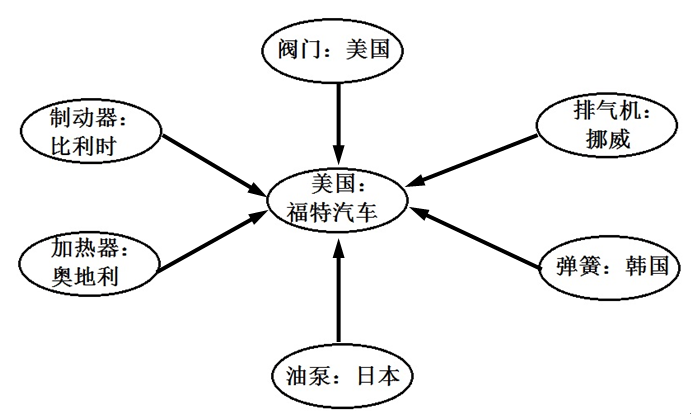 阀门：美国
制动器：
比利时
排气机：
挪威
美国：
福特汽车
加热器：
奥地利
弹簧：韩国
油泵：日本